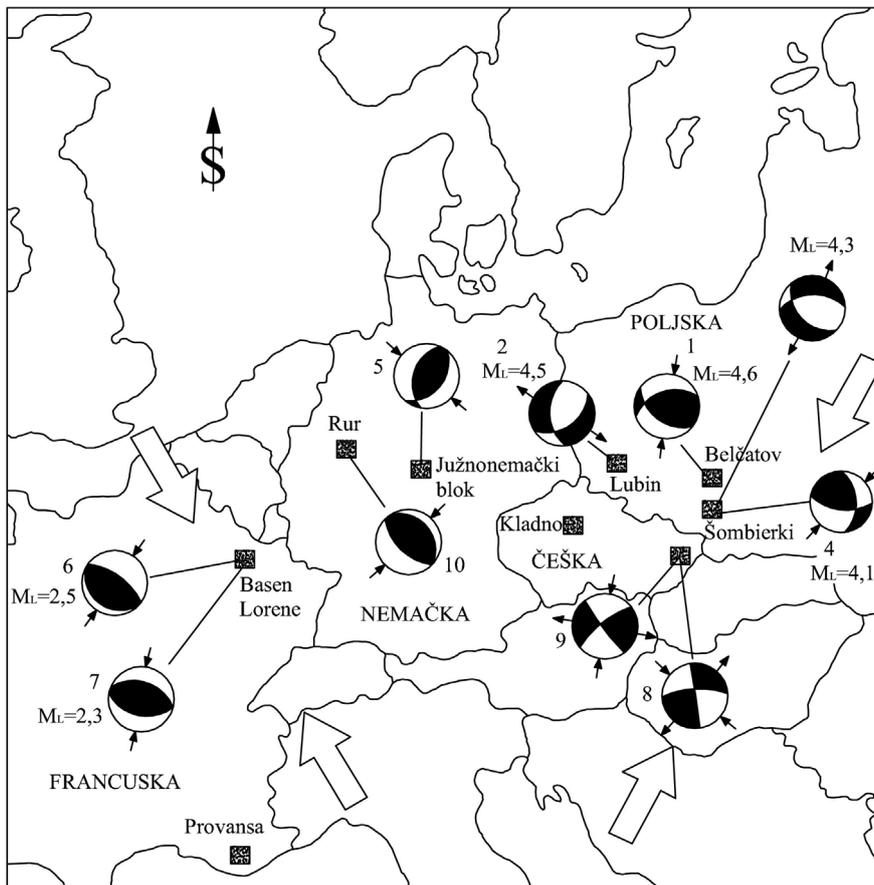 S
ML=4,3
POLJSKA
1
ML=4,6
2
ML=4,5
5
Rur
Južnonemački
blok
Belčatov
Lubin
Kladno
Šombierki
ČEŠKA
4
ML=4,1
6
ML=2,5
Basen
Lorene
10
NEMAČKA
9
7
ML=2,3
8
FRANCUSKA
Provansa